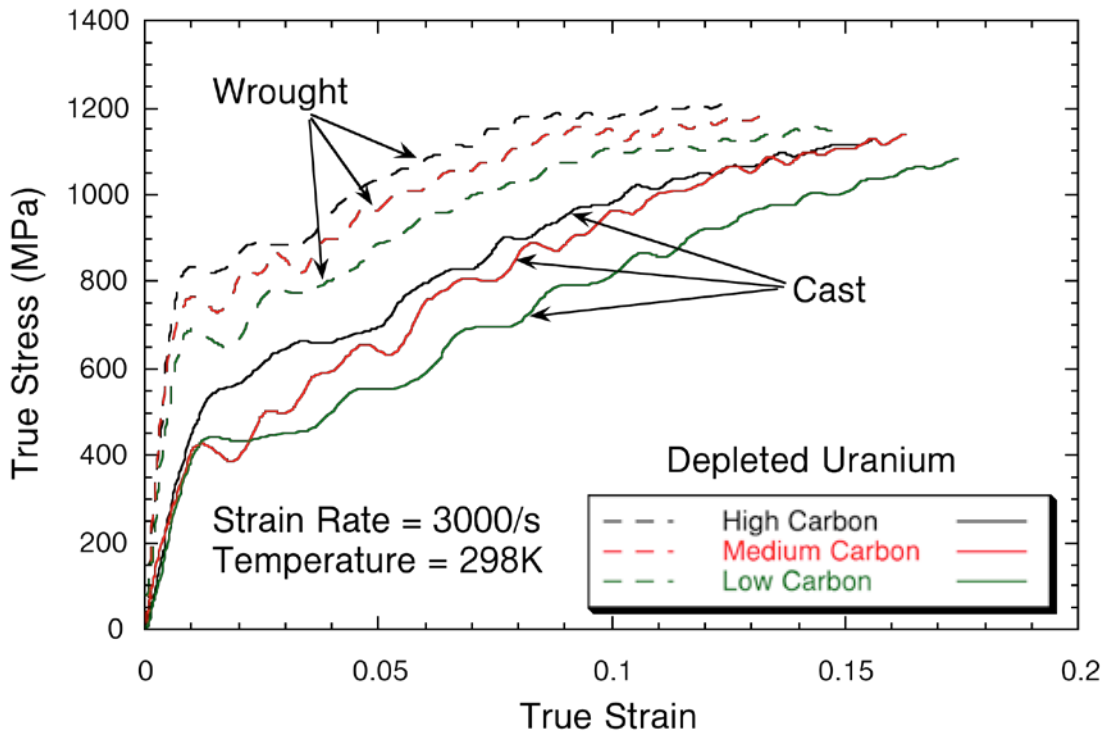 1400
1200
1000
800
600
400
200
0
True Stress (MPa)
Wrought
Cast
Strain Rate = 3000/s
Temperature = 298K
Depleted Uranium
High Carbon
Medium Carbon
Low Carbon
0 0.05 0.1 0.15 0.2
True Strain